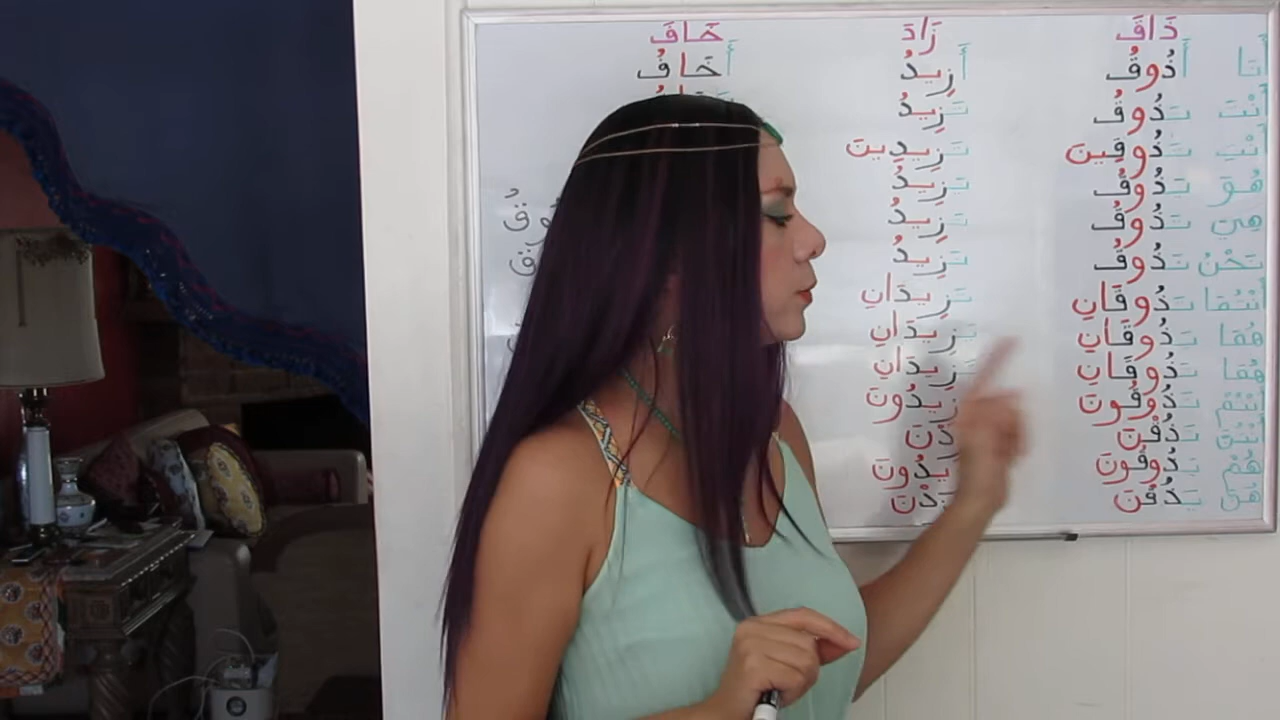 ذَاقَ زَادَ خَافَ
أَنَا أَذُوقُ أَزِيدُ أَخَافُ
أَنْتَ تَذُوقُ تَزِيدُ
أَنْتِ تَذُوقِينَ تَزِيدِينَ
هُوَ يَذُوقُ يَزِيدُ
هِيَ تَذُوقُ تَزِيدُ
نَحْنُ نَذُوقُ نَزِيدُ
أَنْتُمَا تَذُوقَانِ تَزِيدَانِ
هُمَا يَذُوقَانِ يَزِيدَانِ
هُمَا تَذُوقَانِ تَزِيدَانِ
أَنْتُمْ تَذُوقُونَ تَزِيدُونَ
أَنْتُنَّ تَذُقْنَ
هُمْ يَذُوقُونَ يَزِيدُونَ
هُنَّ يَذُقْنَ
ذُقْ